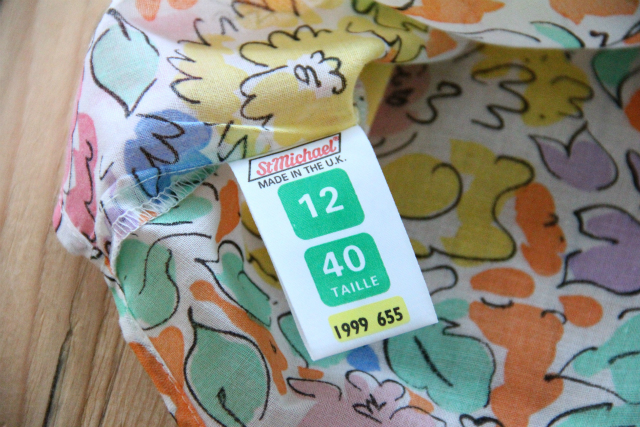 St Michael
MADE IN THE U.K.
12
40
TAILLE
1999 655